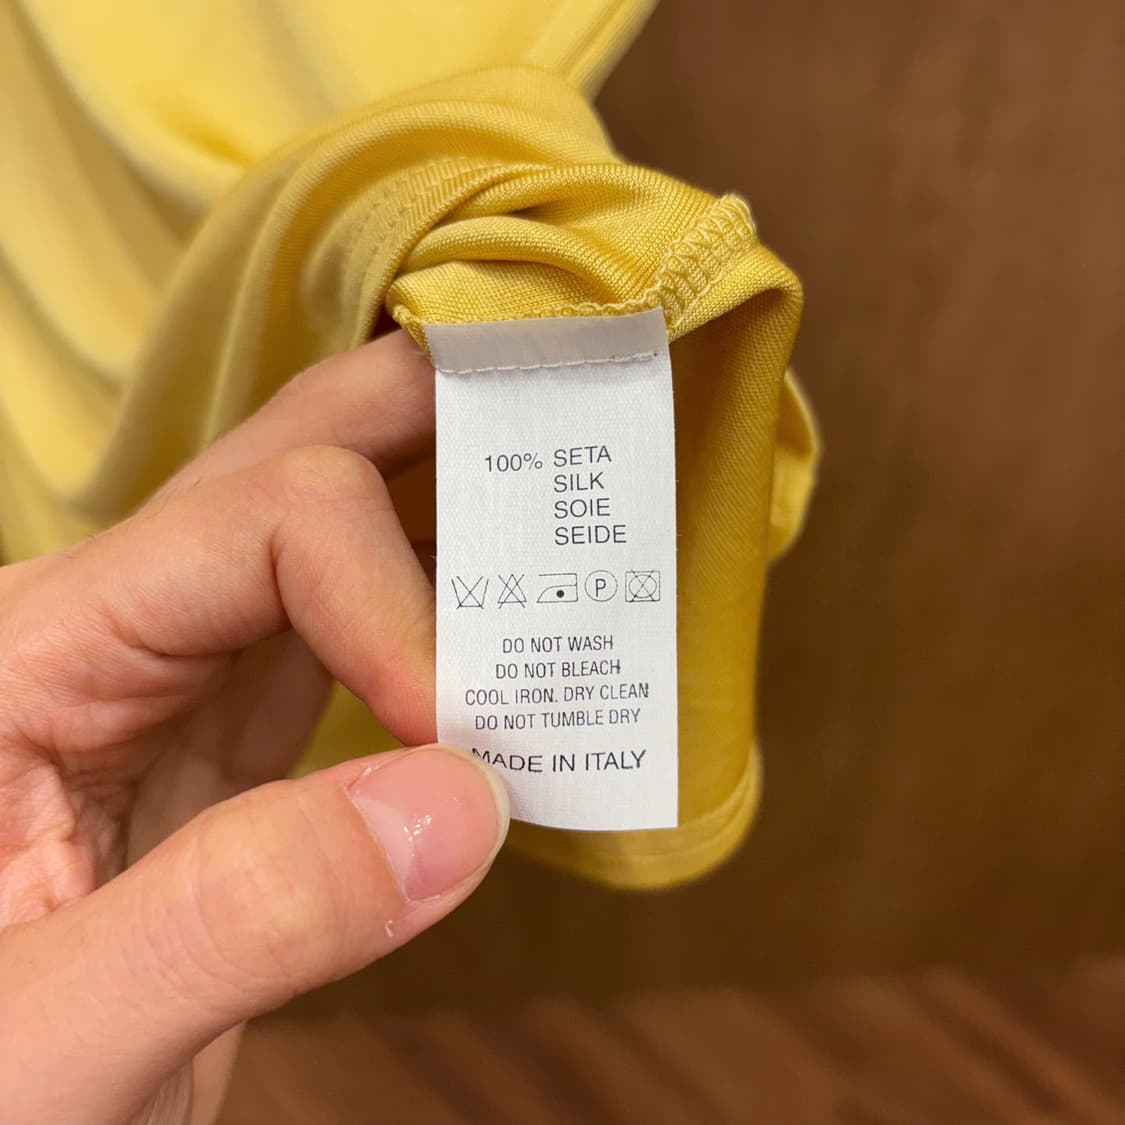 100% SETA
SILK
SOIE
SEIDE
P
DO NOT WASH
DO NOT BLEACH
COOL IRON. DRY CLEAN
DO NOT TUMBLE DRY
MADE IN ITALY